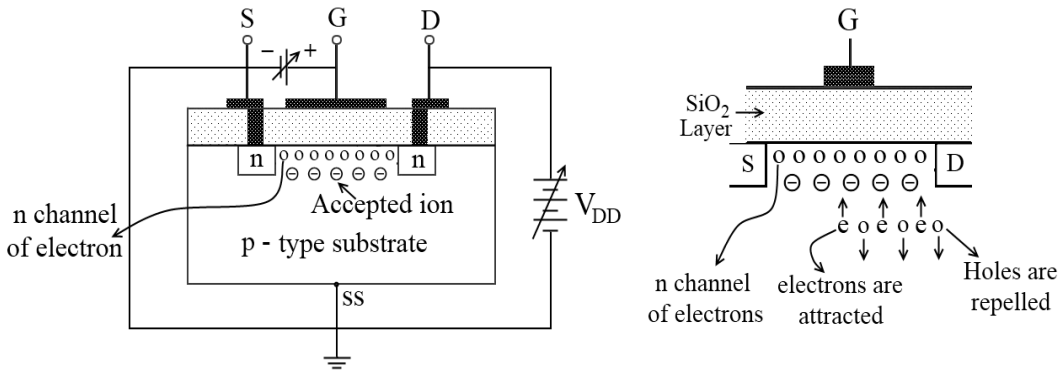 S G D
− +
n o o o o o o o o n
⊖ ⊖ ⊖ ⊖ ⊖
Accepted ion
n channel
of electron
p - type substrate
V_DD
SS
G
SiO₂
Layer
S o o o o o o o o D
⊖ ⊖ ⊖ ⊖ ⊖
e o e o e o
n channel
of electrons
electrons are
attracted
Holes are
repelled